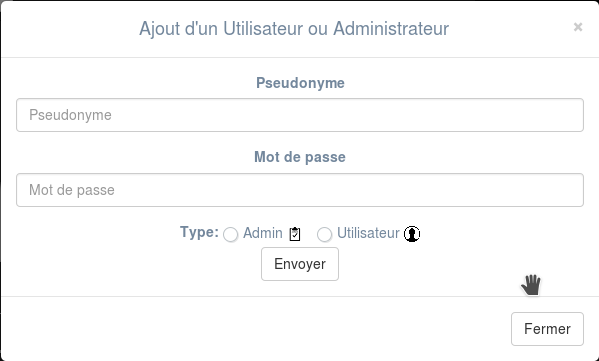 Ajout d'un Utilisateur ou Administrateur ×
Pseudonyme
Pseudonyme
Mot de passe
Mot de passe
Type: Admin Utilisateur
Envoyer
Fermer